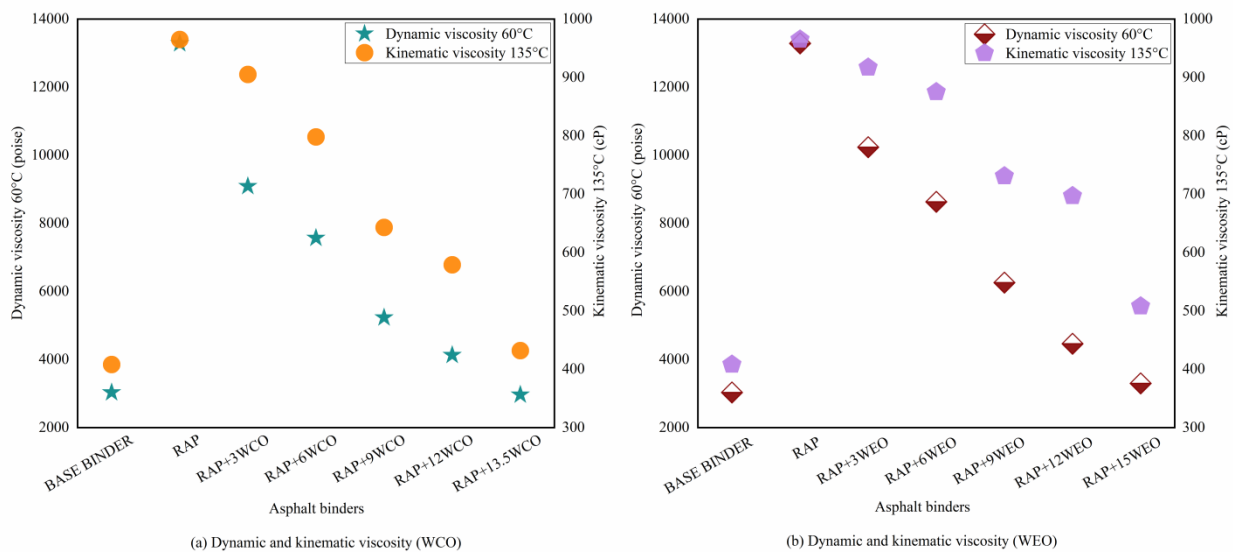 14000
12000
10000
8000
6000
4000
2000
Dynamic viscosity 60°C (poise)
1000
900
800
700
600
500
400
300
Kinematic viscosity 135°C (cP)
Dynamic viscosity 60°C
Kinematic viscosity 135°C
BASE BINDER
RAP
RAP+3WCO
RAP+6WCO
RAP+9WCO
RAP+12WCO
RAP+13.5WCO
Asphalt binders
(a) Dynamic and kinematic viscosity (WCO)
14000
12000
10000
8000
6000
4000
2000
Dynamic viscosity 60°C (poise)
1000
900
800
700
600
500
400
300
Kinematic viscosity 135°C (cP)
Dynamic viscosity 60°C
Kinematic viscosity 135°C
BASE BINDER
RAP
RAP+3WEO
RAP+6WEO
RAP+9WEO
RAP+12WEO
RAP+15WEO
Asphalt binders
(b) Dynamic and kinematic viscosity (WEO)